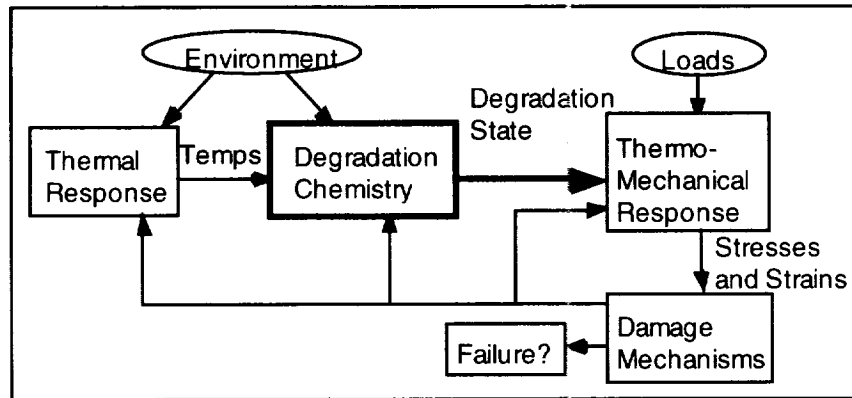 Environment
Loads
Degradation
State
Thermal
Response
Temps
Degradation
Chemistry
Thermo-
Mechanical
Response
Stresses
and Strains
Damage
Mechanisms
Failure?